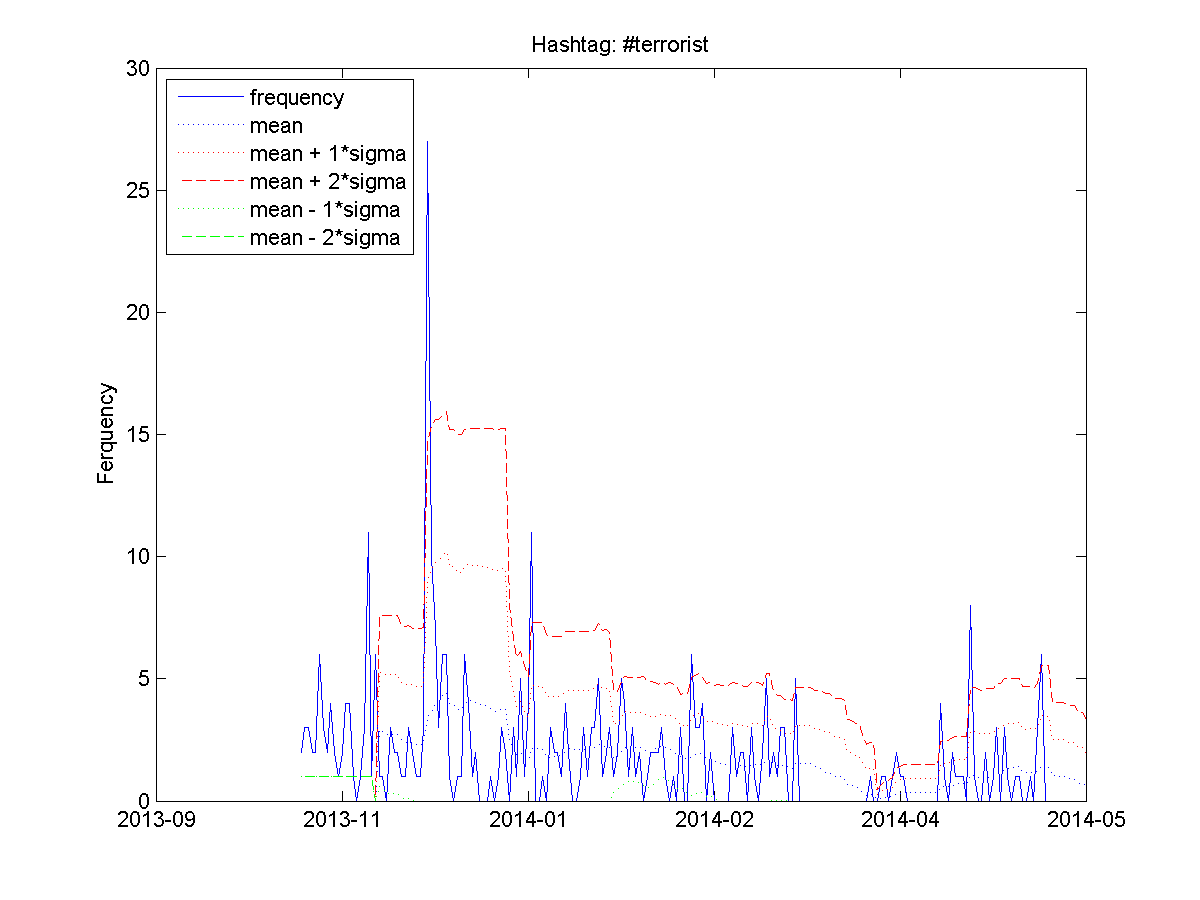 Hashtag: #terrorist
30
25
20
15
10
5
0
Ferquency
frequency
mean
mean + 1*sigma
mean + 2*sigma
mean - 1*sigma
mean - 2*sigma
2013-09 2013-11 2014-01 2014-02 2014-04 2014-05